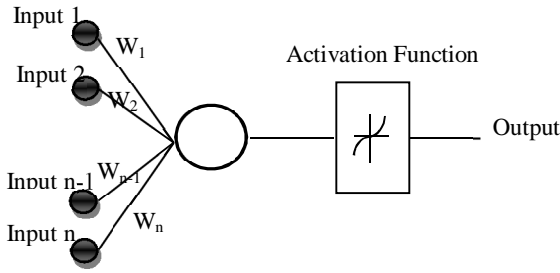 Input 1
W1
Input 2
W2
Activation Function
Output
Input n-1
Wn-1
Input n
Wn